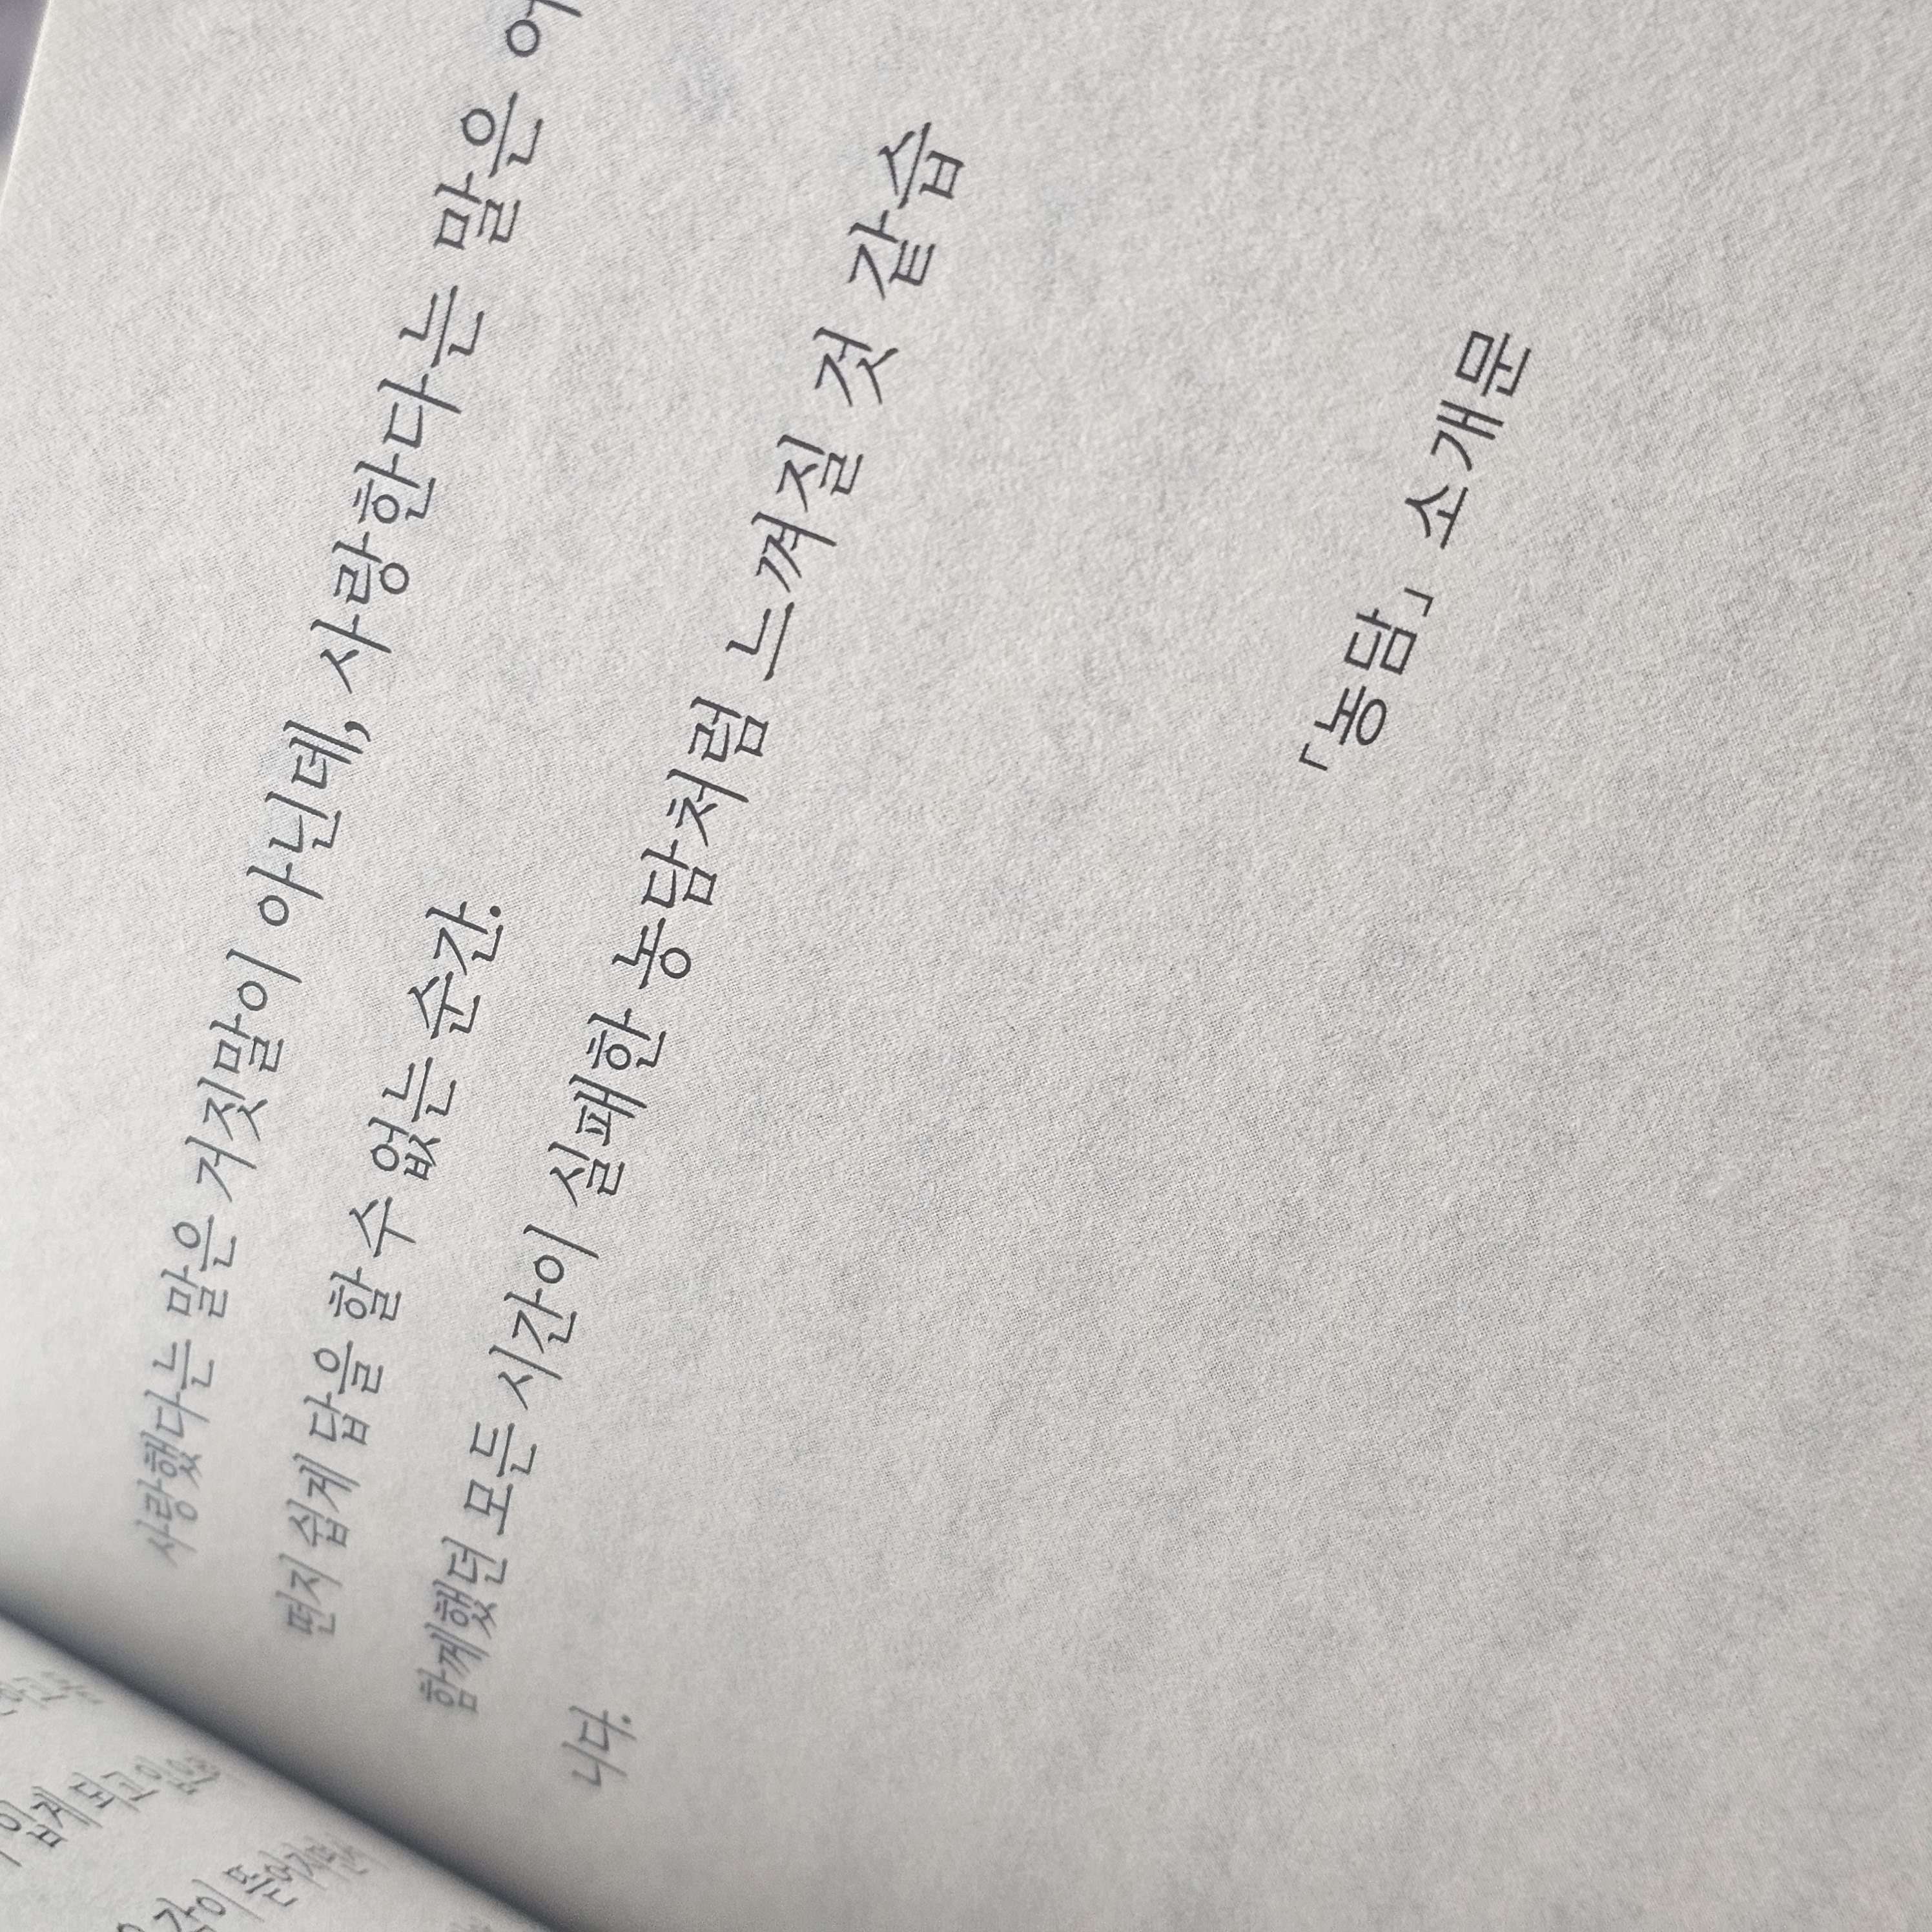 사랑했다는 말은 거짓말이 아닌데, 사랑한다는 말은 어
떤지 쉽게 답을 할 수 없는 순간.
함께했던 모든 시간이 실패한 농담처럼 느껴질 것 같습
니다.
「농담」 소개문